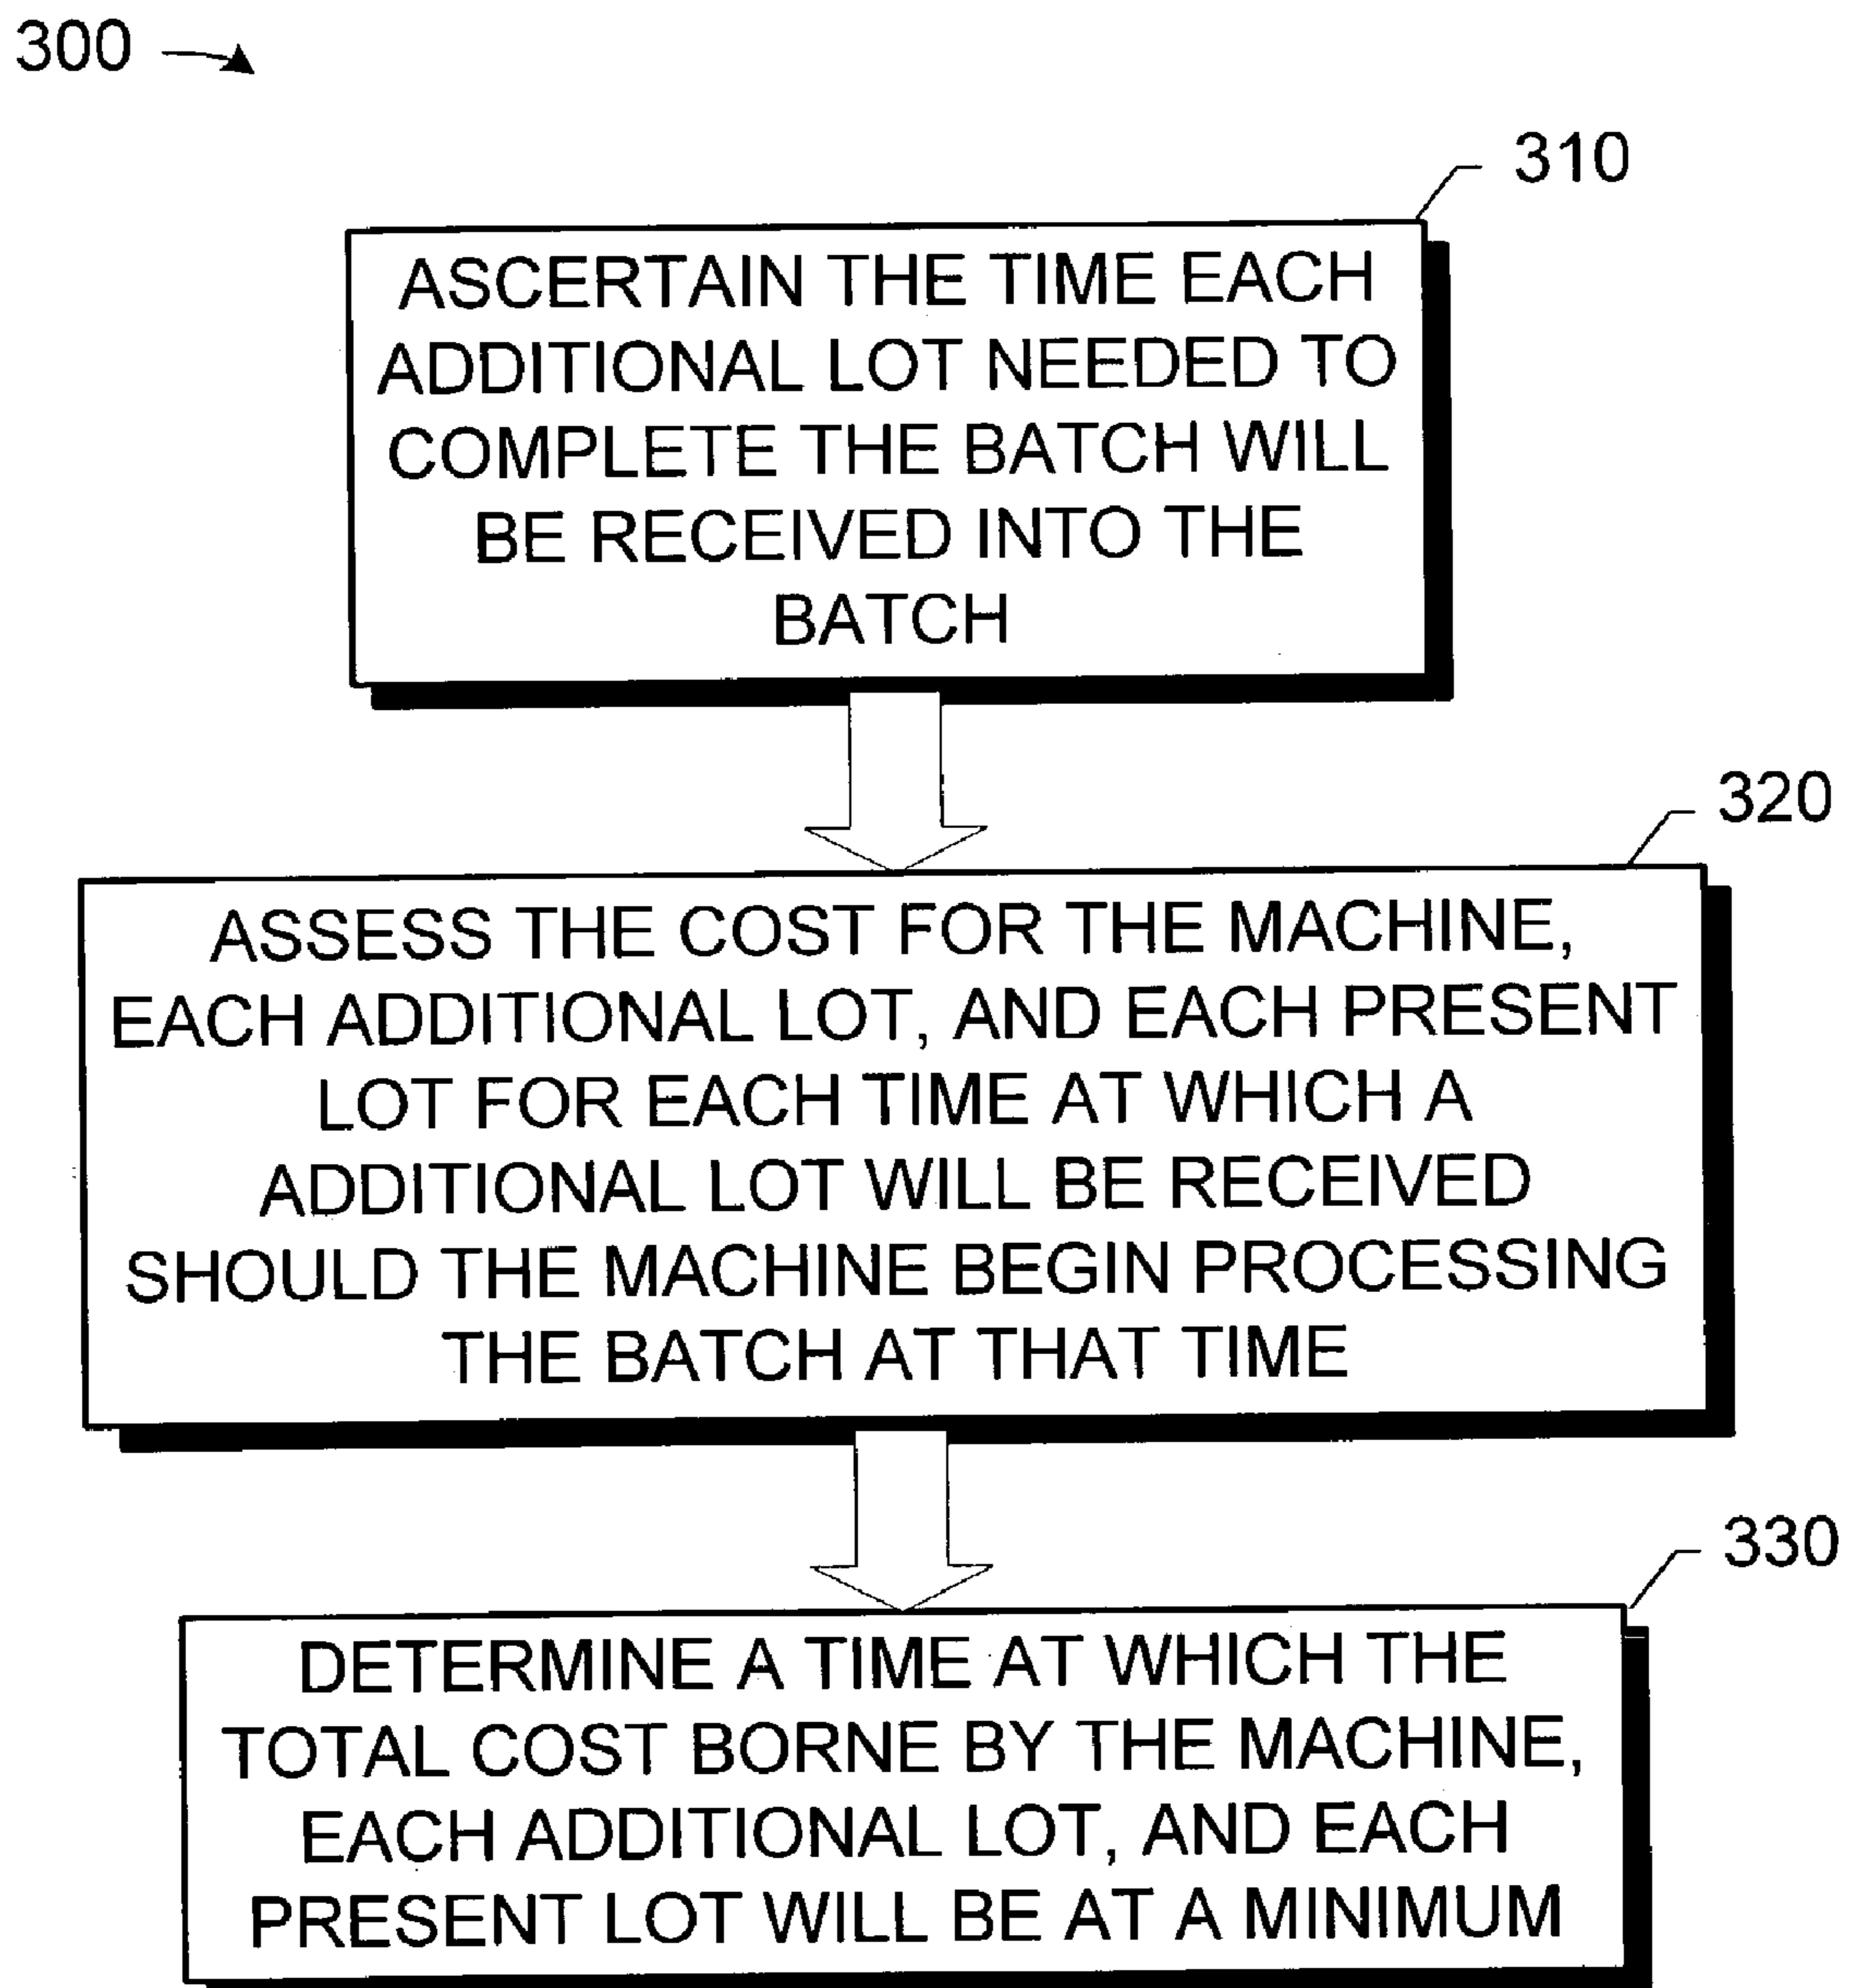 300
310
ASCERTAIN THE TIME EACH
ADDITIONAL LOT NEEDED TO
COMPLETE THE BATCH WILL
BE RECEIVED INTO THE
BATCH
320
ASSESS THE COST FOR THE MACHINE,
EACH ADDITIONAL LOT, AND EACH PRESENT
LOT FOR EACH TIME AT WHICH A
ADDITIONAL LOT WILL BE RECEIVED
SHOULD THE MACHINE BEGIN PROCESSING
THE BATCH AT THAT TIME
330
DETERMINE A TIME AT WHICH THE
TOTAL COST BORNE BY THE MACHINE,
EACH ADDITIONAL LOT, AND EACH
PRESENT LOT WILL BE AT A MINIMUM